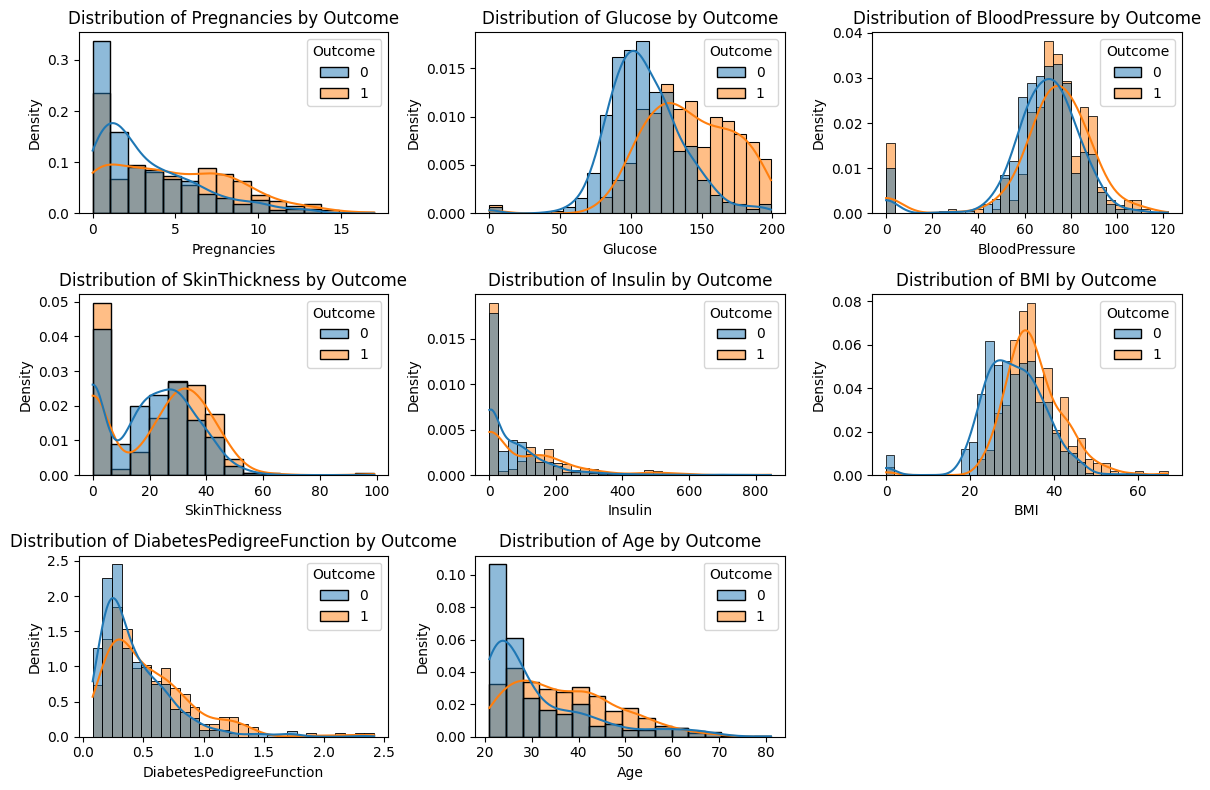 Distribution of Pregnancies by Outcome
Density
0.3
0.2
0.1
0.0
0 5 10 15
Pregnancies
Outcome
0
1
Distribution of Glucose by Outcome
Density
0.015
0.010
0.005
0.000
0 50 100 150 200
Glucose
Outcome
0
1
Distribution of BloodPressure by Outcome
Density
0.04
0.03
0.02
0.01
0.00
0 20 40 60 80 100 120
BloodPressure
Outcome
0
1
Distribution of SkinThickness by Outcome
Density
0.05
0.04
0.03
0.02
0.01
0.00
0 20 40 60 80 100
SkinThickness
Outcome
0
1
Distribution of Insulin by Outcome
Density
0.015
0.010
0.005
0.000
0 200 400 600 800
Insulin
Outcome
0
1
Distribution of BMI by Outcome
Density
0.08
0.06
0.04
0.02
0.00
0 20 40 60
BMI
Outcome
0
1
Distribution of DiabetesPedigreeFunction by Outcome
Density
2.5
2.0
1.5
1.0
0.5
0.0
0.0 0.5 1.0 1.5 2.0 2.5
DiabetesPedigreeFunction
Outcome
0
1
Distribution of Age by Outcome
Density
0.10
0.08
0.06
0.04
0.02
0.00
20 30 40 50 60 70 80
Age
Outcome
0
1